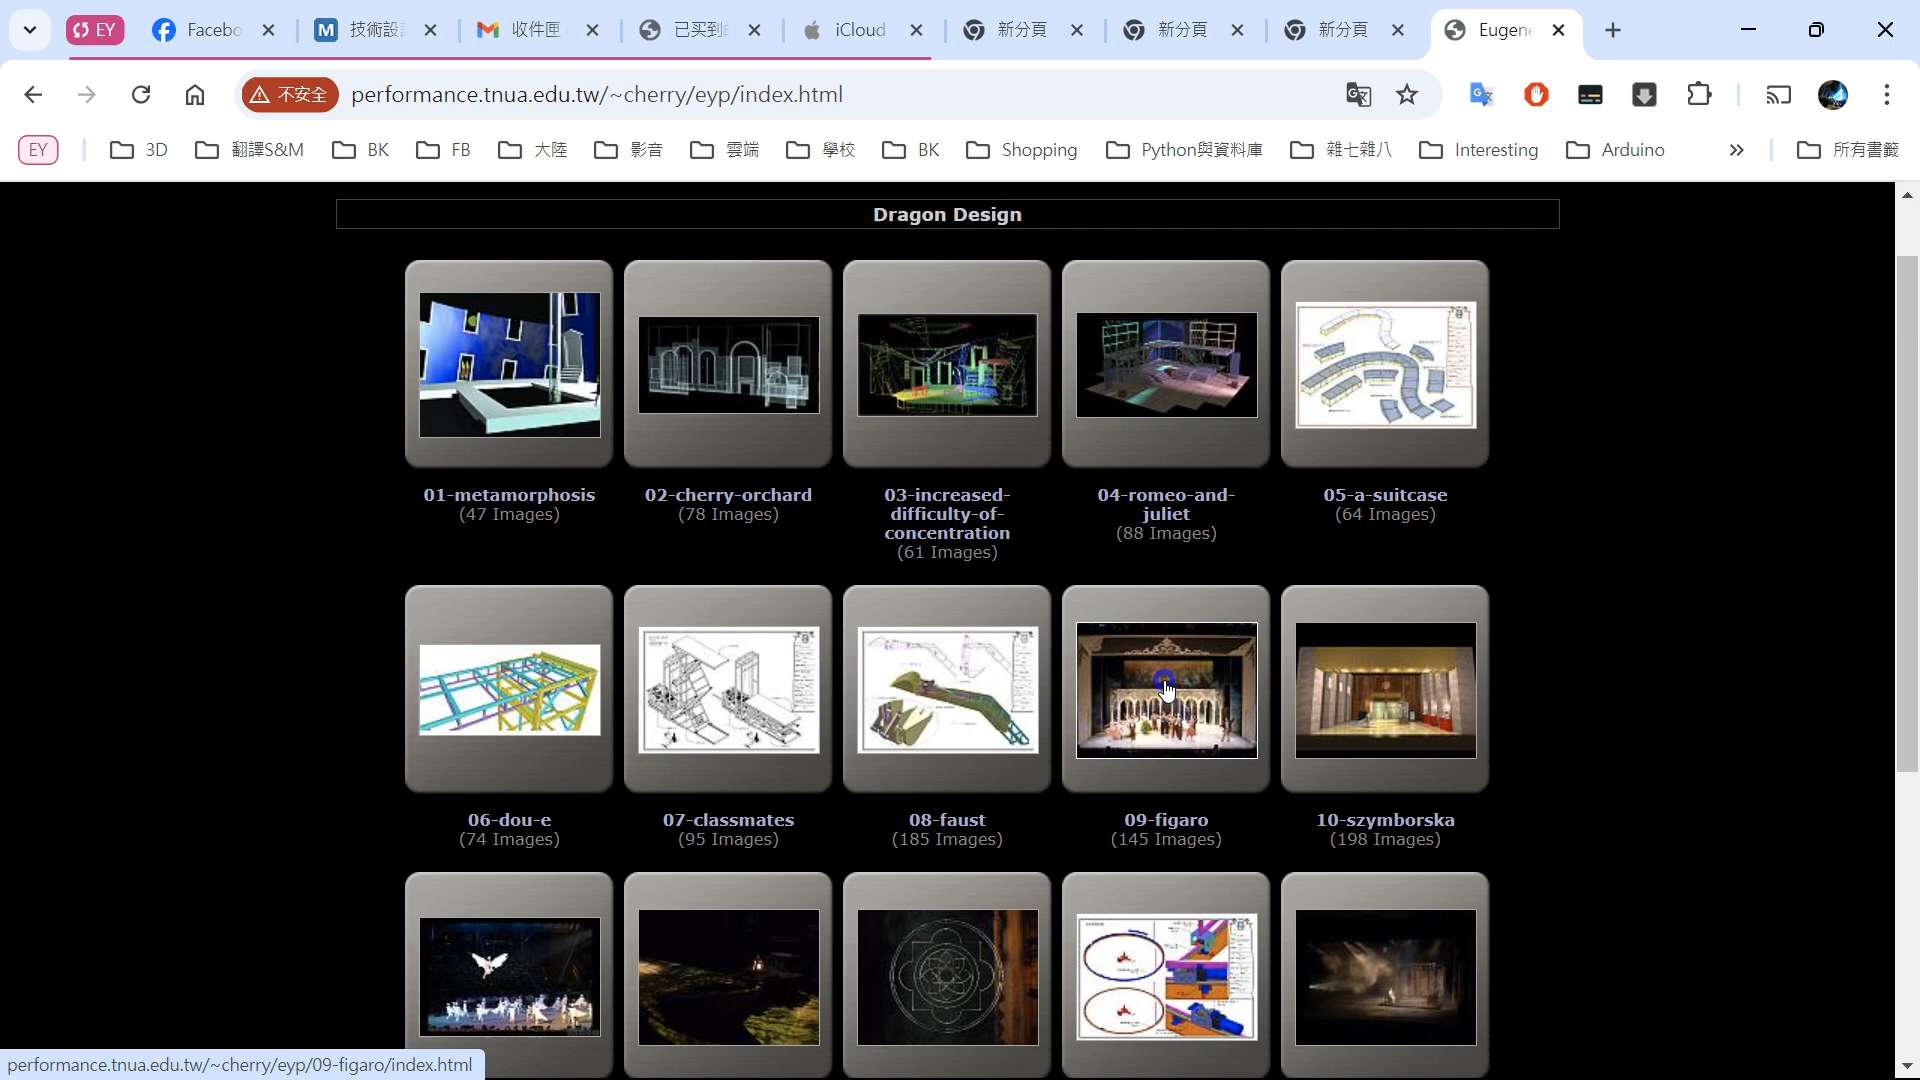 EY
Facebo
技術設
收件匣
已买到
iCloud
新分頁
新分頁
新分頁
Eugene
不安全
performance.tnua.edu.tw/~cherry/eyp/index.html
EY
3D
翻譯S&M
BK
FB
大陸
影音
雲端
學校
BK
Shopping
Python與資料庫
雜七雜八
Interesting
Arduino
所有書籤
Dragon Design
01-metamorphosis
(47 Images)
02-cherry-orchard
(78 Images)
03-increased-
difficulty-of-
concentration
(61 Images)
04-romeo-and-
juliet
(88 Images)
05-a-suitcase
(64 Images)
06-dou-e
(74 Images)
07-classmates
(95 Images)
08-faust
(185 Images)
09-figaro
(145 Images)
10-szymborska
(198 Images)
performance.tnua.edu.tw/~cherry/eyp/09-figaro/index.html